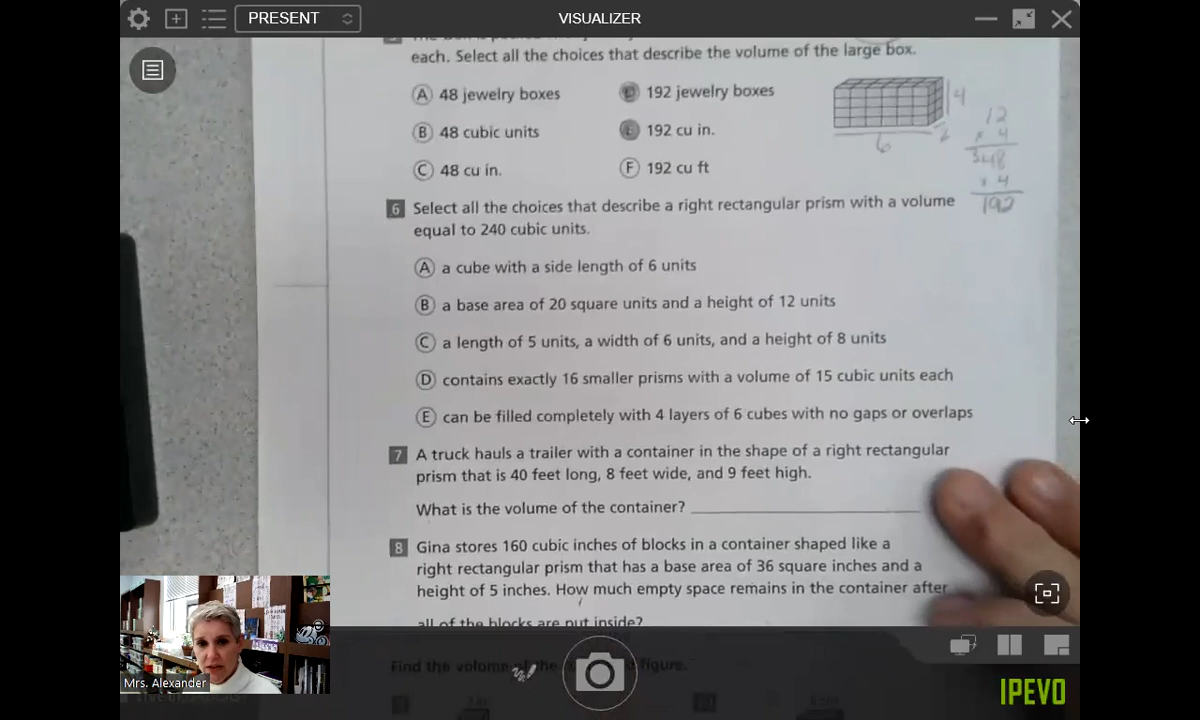 PRESENT
VISUALIZER
each. Select all the choices that describe the volume of the large box.
A 48 jewelry boxes
192 jewelry boxes
B 48 cubic units
192 cu in.
C 48 cu in.
F 192 cu ft
4
6
2
12
x 4
48
x 4
192
6 Select all the choices that describe a right rectangular prism with a volume
equal to 240 cubic units.
A a cube with a side length of 6 units
B a base area of 20 square units and a height of 12 units
C a length of 5 units, a width of 6 units, and a height of 8 units
D contains exactly 16 smaller prisms with a volume of 15 cubic units each
E can be filled completely with 4 layers of 6 cubes with no gaps or overlaps
7 A truck hauls a trailer with a container in the shape of a right rectangular
prism that is 40 feet long, 8 feet wide, and 9 feet high.
What is the volume of the container?
8 Gina stores 160 cubic inches of blocks in a container shaped like a
right rectangular prism that has a base area of 36 square inches and a
height of 5 inches. How much empty space remains in the container after
all of the blocks are put inside?
Find the volume of the figure.
Mrs. Alexander
IPEVO